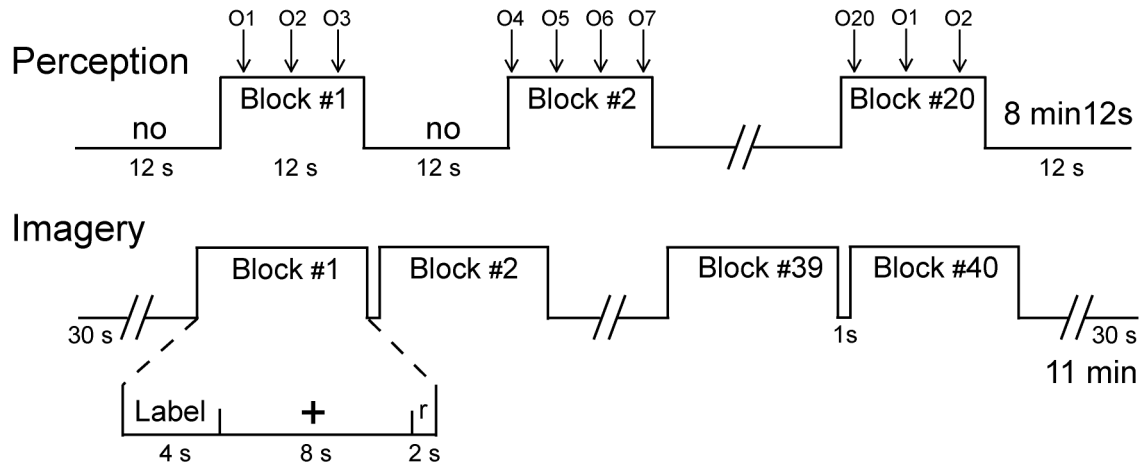 O1 O2 O3 O4 O5 O6 O7 O20 O1 O2
Perception
Block #1 Block #2 Block #20
no no 8 min12s
12 s 12 s 12 s 12 s
Imagery
Block #1 Block #2 Block #39 Block #40
30 s 1s 30 s
11 min
Label + r
4 s 8 s 2 s